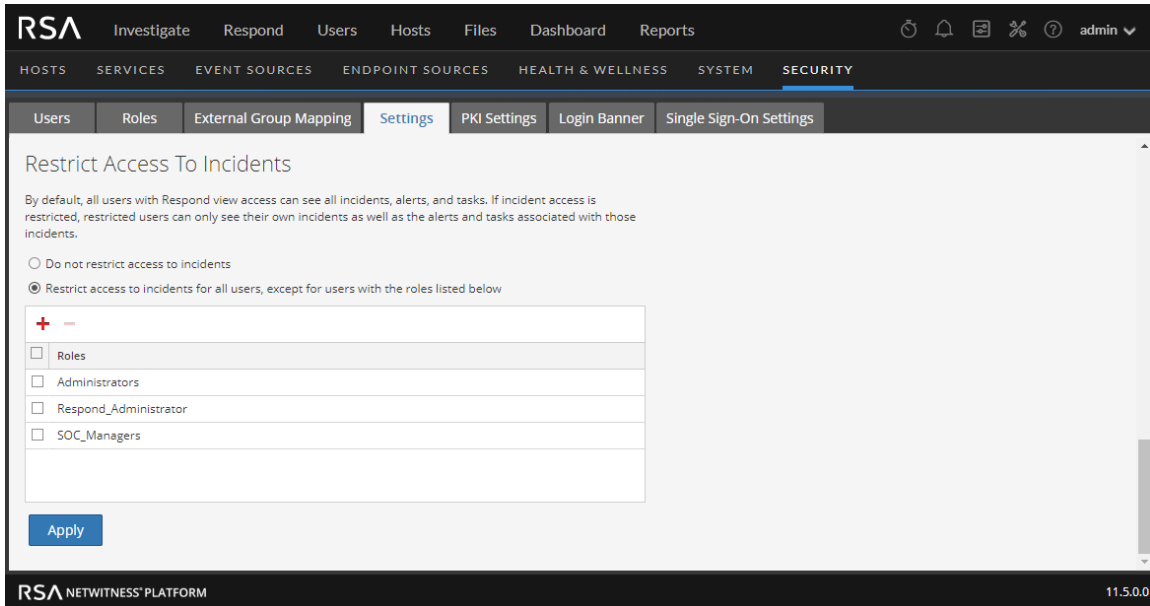 RSA Investigate Respond Users Hosts Files Dashboard Reports admin
HOSTS SERVICES EVENT SOURCES ENDPOINT SOURCES HEALTH & WELLNESS SYSTEM SECURITY
Users Roles External Group Mapping Settings PKI Settings Login Banner Single Sign-On Settings
Restrict Access To Incidents
By default, all users with Respond view access can see all incidents, alerts, and tasks. If incident access is
restricted, restricted users can only see their own incidents as well as the alerts and tasks associated with those
incidents.
Do not restrict access to incidents
Restrict access to incidents for all users, except for users with the roles listed below
Roles
Administrators
Respond_Administrator
SOC_Managers
Apply
RSA NETWITNESS® PLATFORM 11.5.0.0